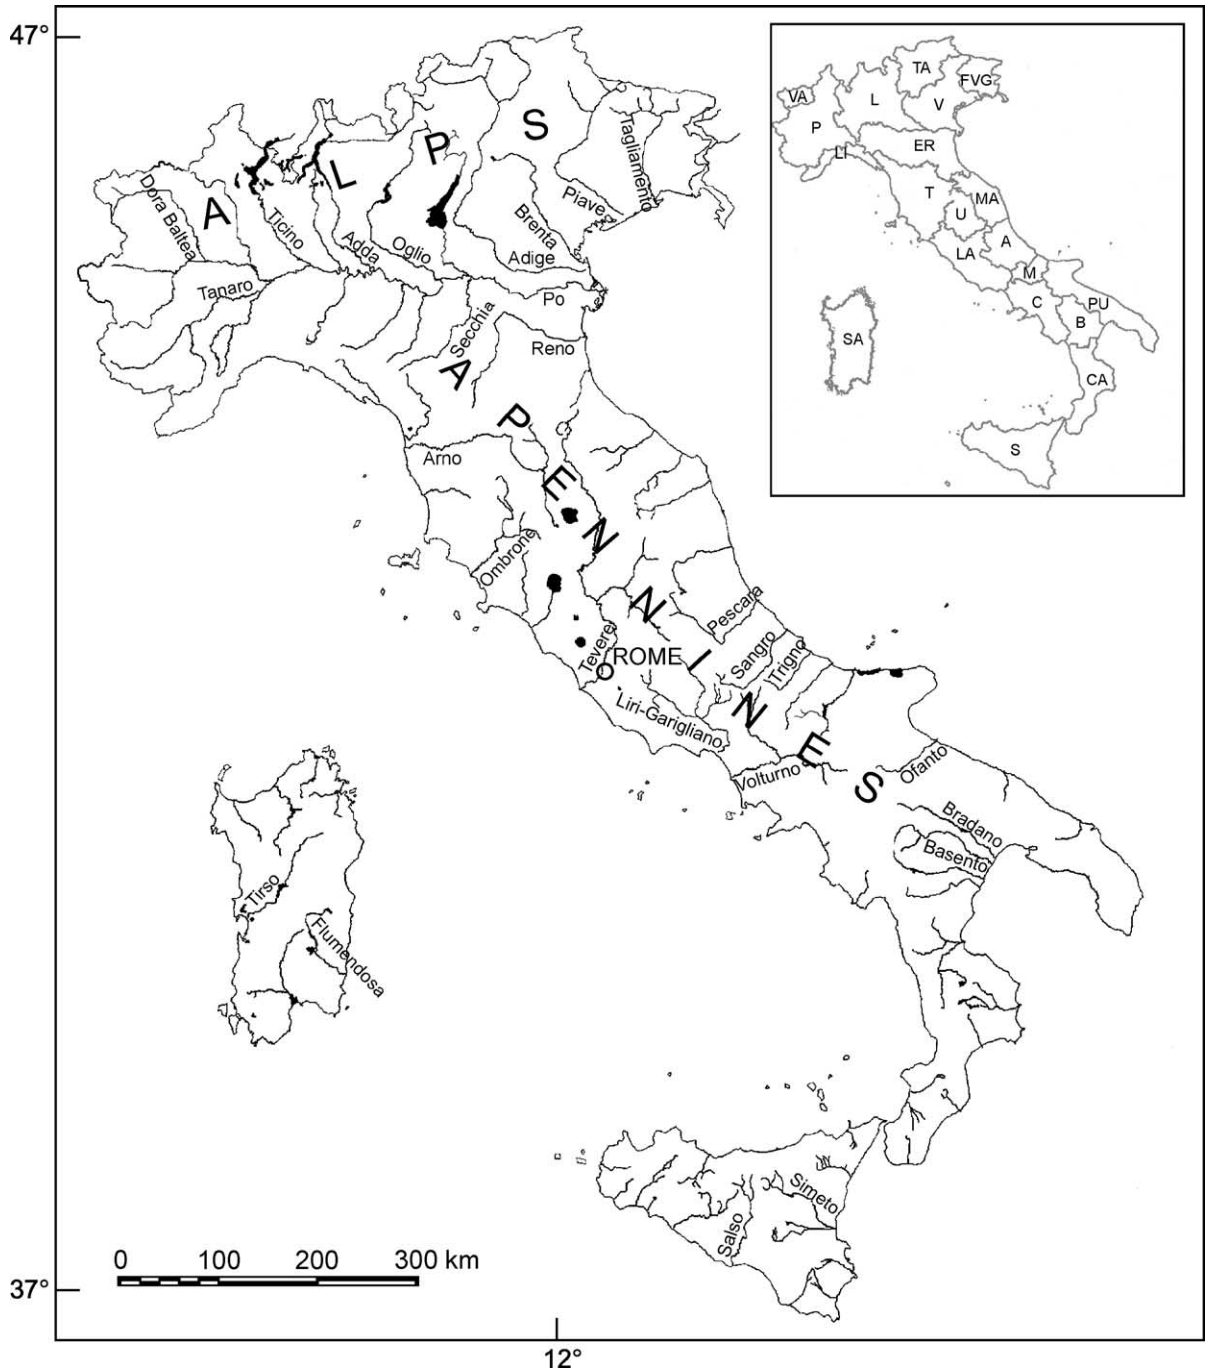 47°
TA
FVG
VA
L
V
P
LI
ER
T
MA
U
A
LA
M
C
PU
B
SA
CA
S
A L P S
Dora Baltea
Ticino
Adda
Oglio
Brenta
Adige
Piave
Tagliamento
Tanaro
Po
Secchia
Reno
A P E N N I N E S
Arno
Ombrone
Tevere
ROME
Pescara
Sangro
Trigno
Liri-Garigliano
Volturno
Ofanto
Bradano
Basento
Tirso
Flumendosa
Simeto
Salso
0 100 200 300 km
37°
12°